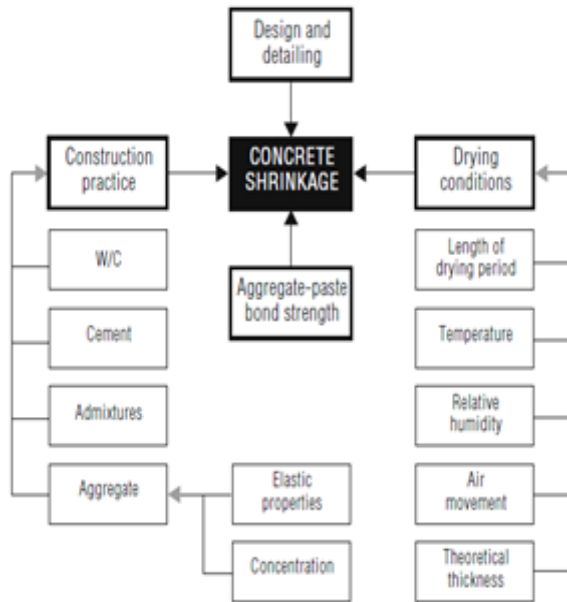 Design and
detailing
Construction
practice
CONCRETE
SHRINKAGE
Drying
conditions
W/C
Aggregate-paste
bond strength
Length of
drying period
Cement
Temperature
Admixtures
Relative
humidity
Aggregate
Elastic
properties
Air
movement
Concentration
Theoretical
thickness